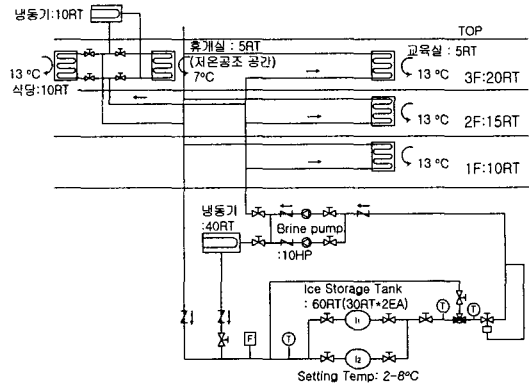 냉동기:10RT
TOP
휴개실 : 5RT
(저온공조 공간)
7℃
교육실 : 5RT
13 ℃
식당:10RT
13 ℃
3F:20RT
13 ℃
2F:15RT
13 ℃
1F:10RT
냉동기
:40RT
Brine pump
:10HP
Ice Storage Tank
: 60RT(30RT*2EA)
T
T
F
T
I1
I2
Setting Temp: 2-8℃